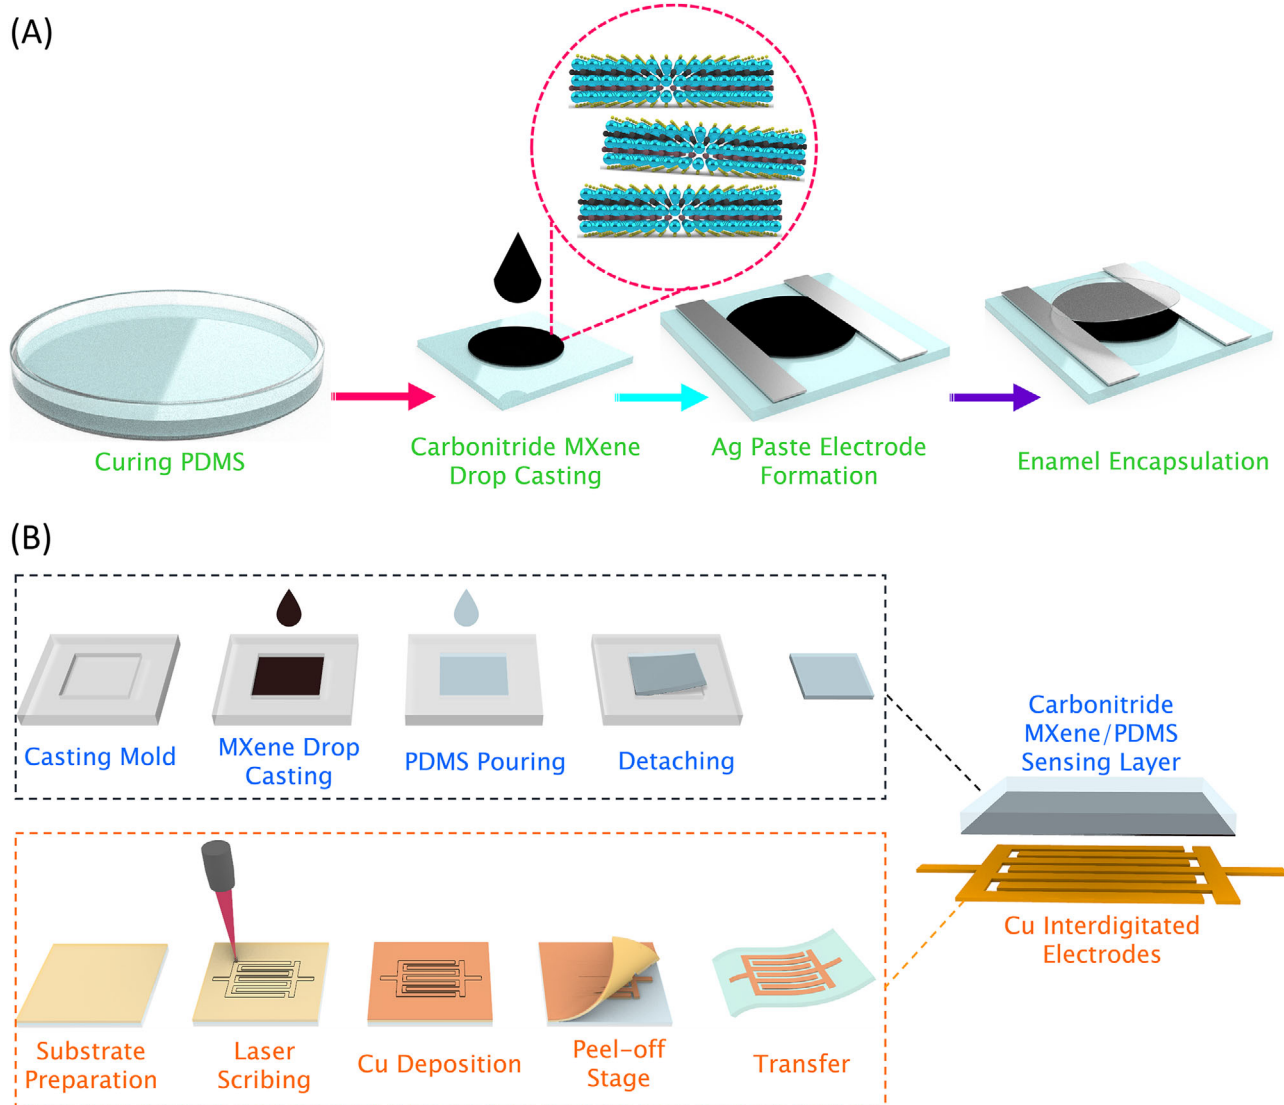 (A)
Curing PDMS
Carbonitride MXene
Drop Casting
Ag Paste Electrode
Formation
Enamel Encapsulation
(B)
Casting Mold
MXene Drop
Casting
PDMS Pouring
Detaching
Carbonitride
MXene/PDMS
Sensing Layer
Substrate
Preparation
Laser
Scribing
Cu Deposition
Peel-off
Stage
Transfer
Cu Interdigitated
Electrodes